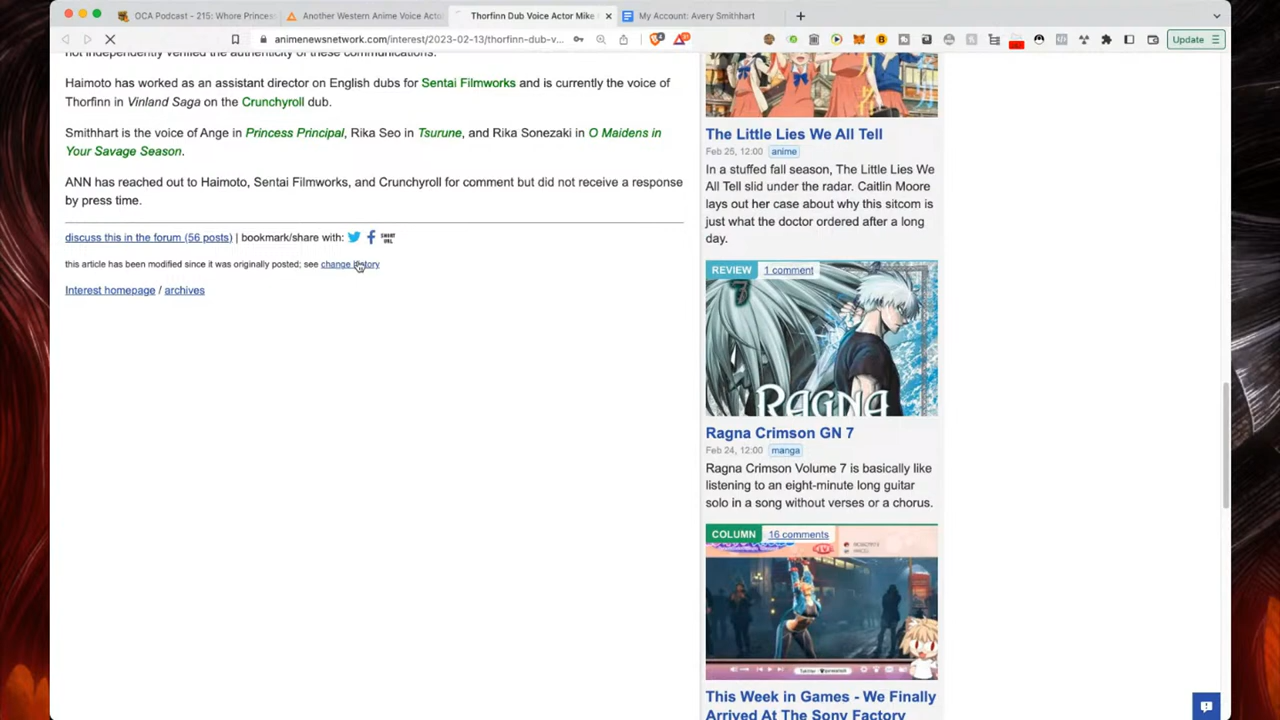 OCA Podcast - 215: Whore Princess
Another Western Anime Voice Acto
Thorfinn Dub Voice Actor Mike
My Account: Avery Smithhart
animenewsnetwork.com/interest/2023-02-13/thorfinn-dub-v...
Update
not independently verified the authenticity of these communications.
Haimoto has worked as an assistant director on English dubs for Sentai Filmworks and is currently the voice of
Thorfinn in Vinland Saga on the Crunchyroll dub.
Smithhart is the voice of Ange in Princess Principal, Rika Seo in Tsurune, and Rika Sonezaki in O Maidens in
Your Savage Season.
ANN has reached out to Haimoto, Sentai Filmworks, and Crunchyroll for comment but did not receive a response
by press time.
discuss this in the forum (56 posts) | bookmark/share with: SHORT URL
this article has been modified since it was originally posted; see change history
Interest homepage / archives
The Little Lies We All Tell
Feb 25, 12:00 anime
In a stuffed fall season, The Little Lies We
All Tell slid under the radar. Caitlin Moore
lays out her case about why this sitcom is
just what the doctor ordered after a long
day.
REVIEW 1 comment
7
RAGNA
Ragna Crimson GN 7
Feb 24, 12:00 manga
Ragna Crimson Volume 7 is basically like
listening to an eight-minute long guitar
solo in a song without verses or a chorus.
COLUMN 16 comments
This Week in Games - We Finally
Arrived At The Sony Factory